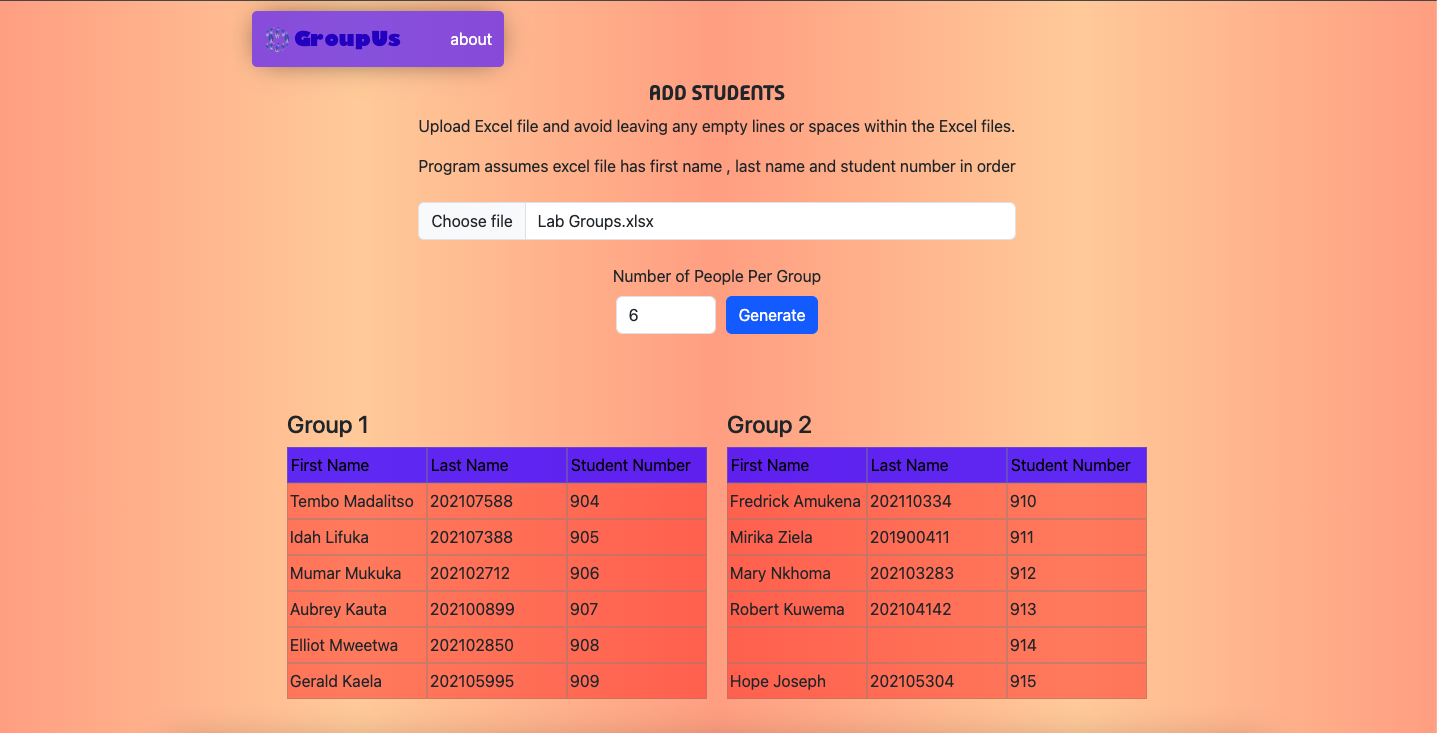 GroupUs about
ADD STUDENTS
Upload Excel file and avoid leaving any empty lines or spaces within the Excel files.
Program assumes excel file has first name , last name and student number in order
Choose file Lab Groups.xlsx
Number of People Per Group
6 Generate
Group 1
First Name Last Name Student Number
Tembo Madalitso 202107588 904
Idah Lifuka 202107388 905
Mumar Mukuka 202102712 906
Aubrey Kauta 202100899 907
Elliot Mweetwa 202102850 908
Gerald Kaela 202105995 909
Group 2
First Name Last Name Student Number
Fredrick Amukena 202110334 910
Mirika Ziela 201900411 911
Mary Nkhoma 202103283 912
Robert Kuwema 202104142 913
914
Hope Joseph 202105304 915